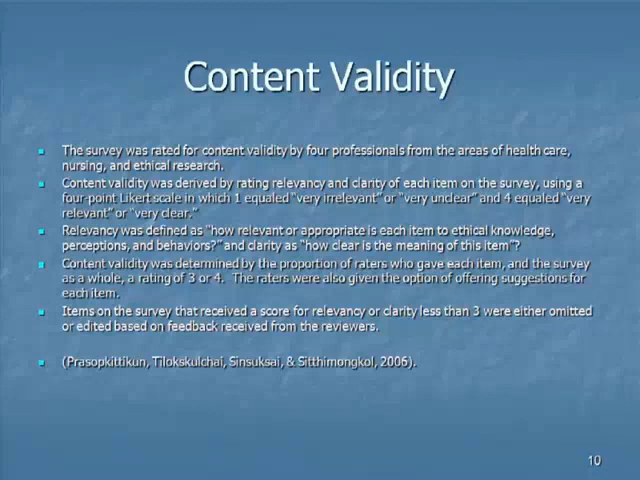 Content Validity
The survey was rated for content validity by four professionals from the areas of health care,
nursing, and ethical research.
Content validity was derived by rating relevancy and clarity of each item on the survey, using a
four-point Likert scale in which 1 equaled “very irrelevant” or “very unclear” and 4 equaled “very
relevant” or “very clear.”
Relevancy was defined as “how relevant or appropriate is each item to ethical knowledge,
perceptions, and behaviors?” and clarity as “how clear is the meaning of this item”?
Content validity was determined by the proportion of raters who gave each item, and the survey
as a whole, a rating of 3 or 4. The raters were also given the option of offering suggestions for
each item.
Items on the survey that received a score for relevancy or clarity less than 3 were either omitted
or edited based on feedback received from the reviewers.
(Prasopkittikun, Tilokskulchai, Sinsuksai, & Sitthimongkol, 2006).
10